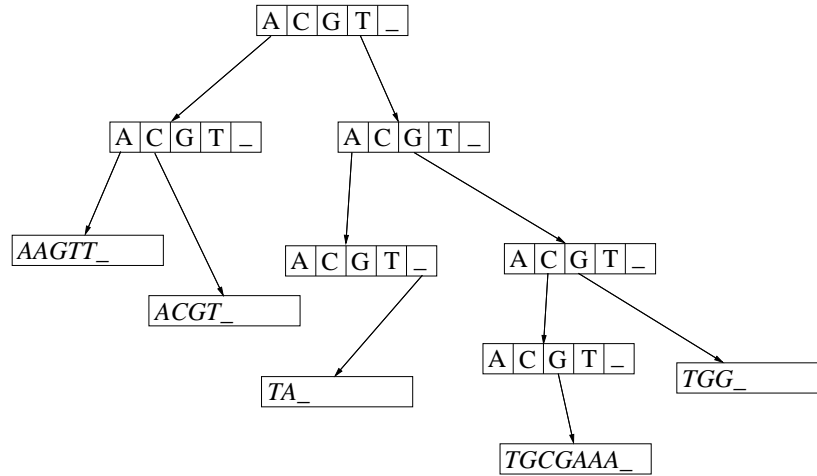 A C G T _
A C G T _
A C G T _
AAGTT_
A C G T _
A C G T _
ACGT_
A C G T _
TGG_
TA_
TGCGAAA_